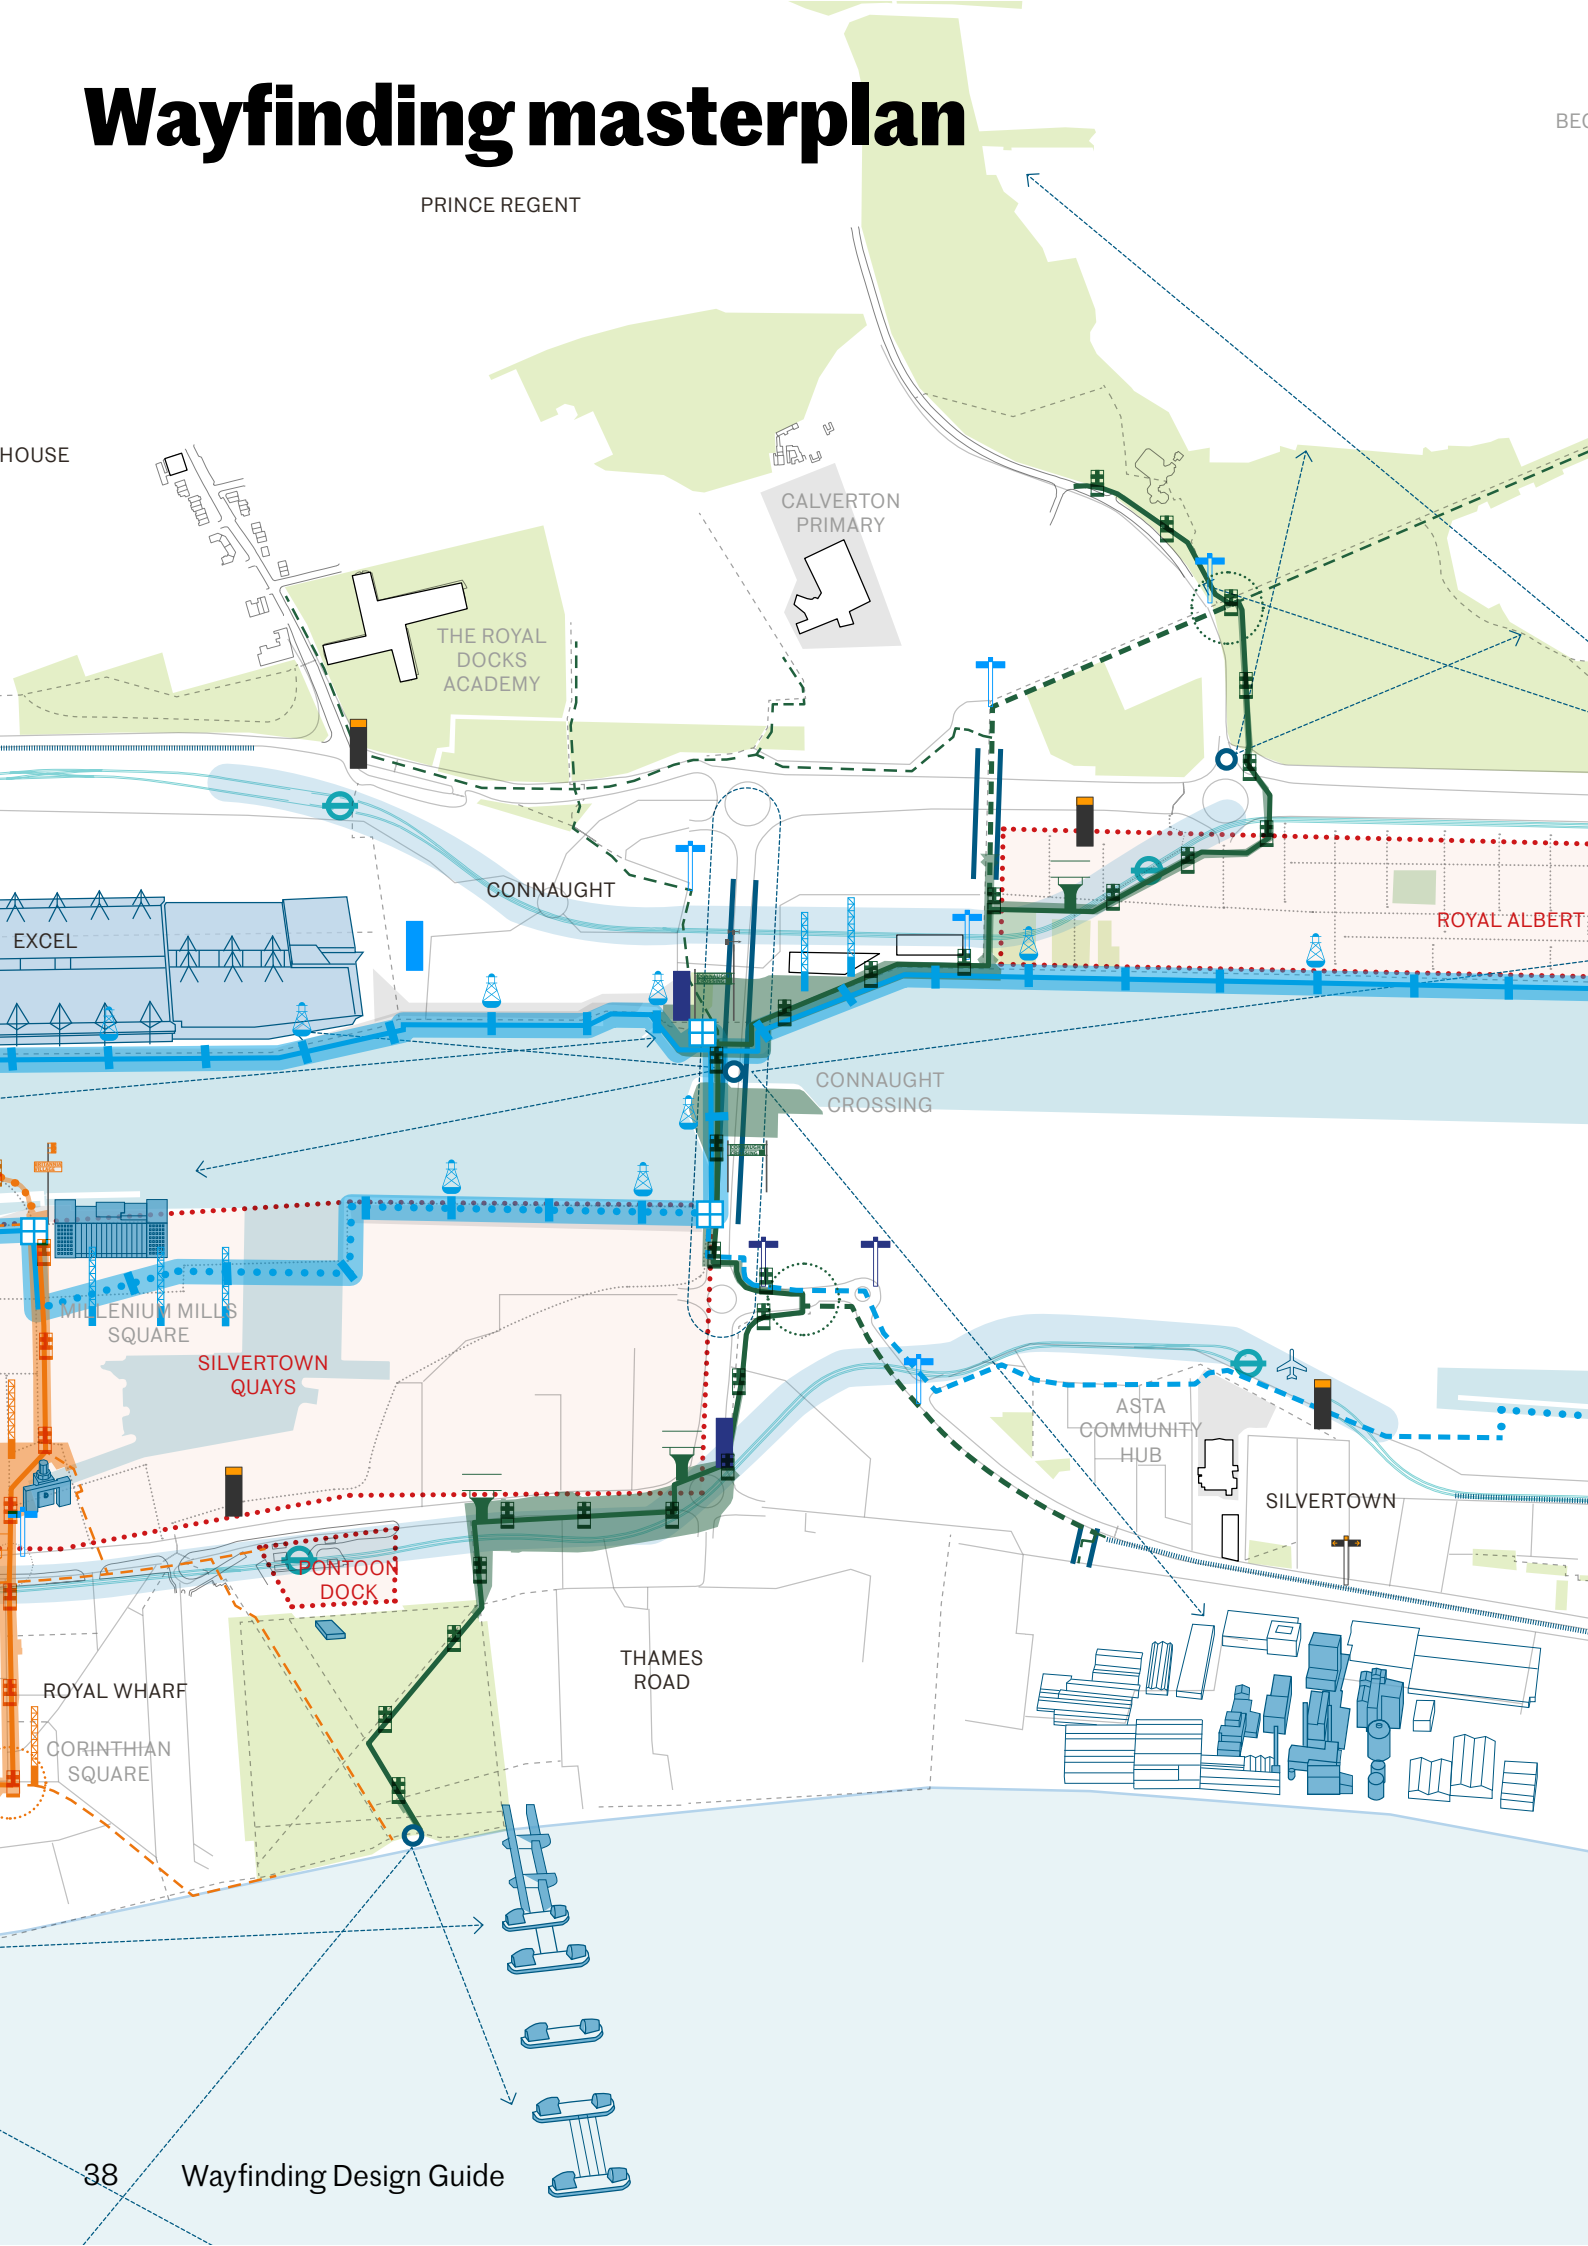 Wayfinding masterplan
BEC
PRINCE REGENT
HOUSE
CALVERTON
PRIMARY
THE ROYAL
DOCKS
ACADEMY
CONNAUGHT
EXCEL
ROYAL ALBERT
CONNAUGHT
CROSSING
MILLENIUM MILLS
SQUARE
SILVERTOWN
QUAYS
ASTA
COMMUNITY
HUB
SILVERTOWN
PONTOON
DOCK
THAMES
ROAD
ROYAL WHARF
CORINTHIAN
SQUARE
38
Wayfinding Design Guide